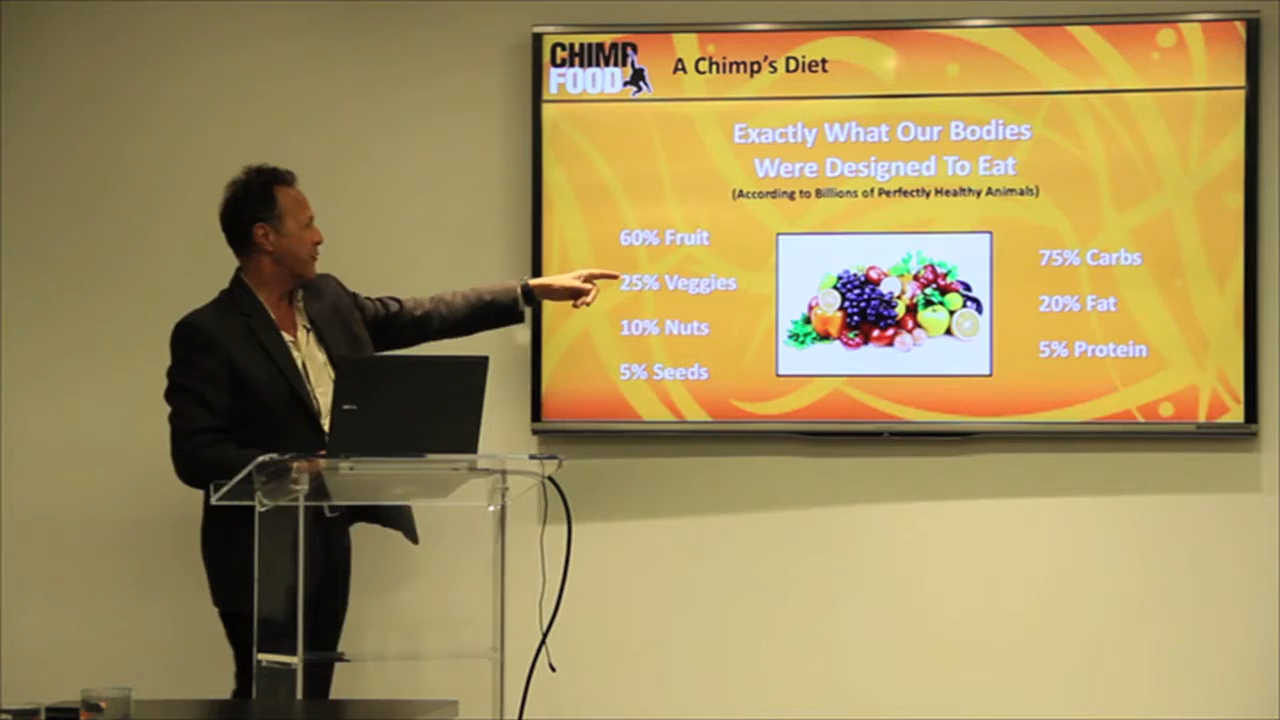 CHIMP
FOOD
A Chimp's Diet
Exactly What Our Bodies
Were Designed To Eat
(According to Billions of Perfectly Healthy Animals)
60% Fruit
25% Veggies
10% Nuts
5% Seeds
75% Carbs
20% Fat
5% Protein